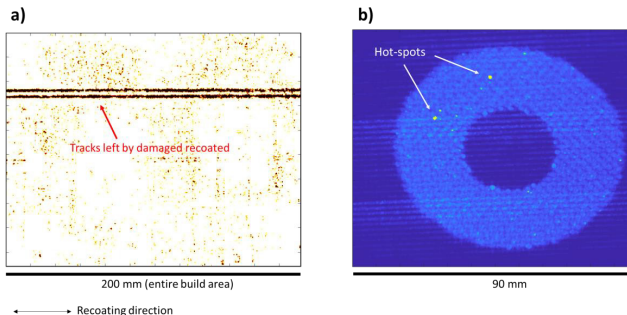 a)
Tracks left by damaged recoated
200 mm (entire build area)
Recoating direction
b)
Hot-spots
90 mm